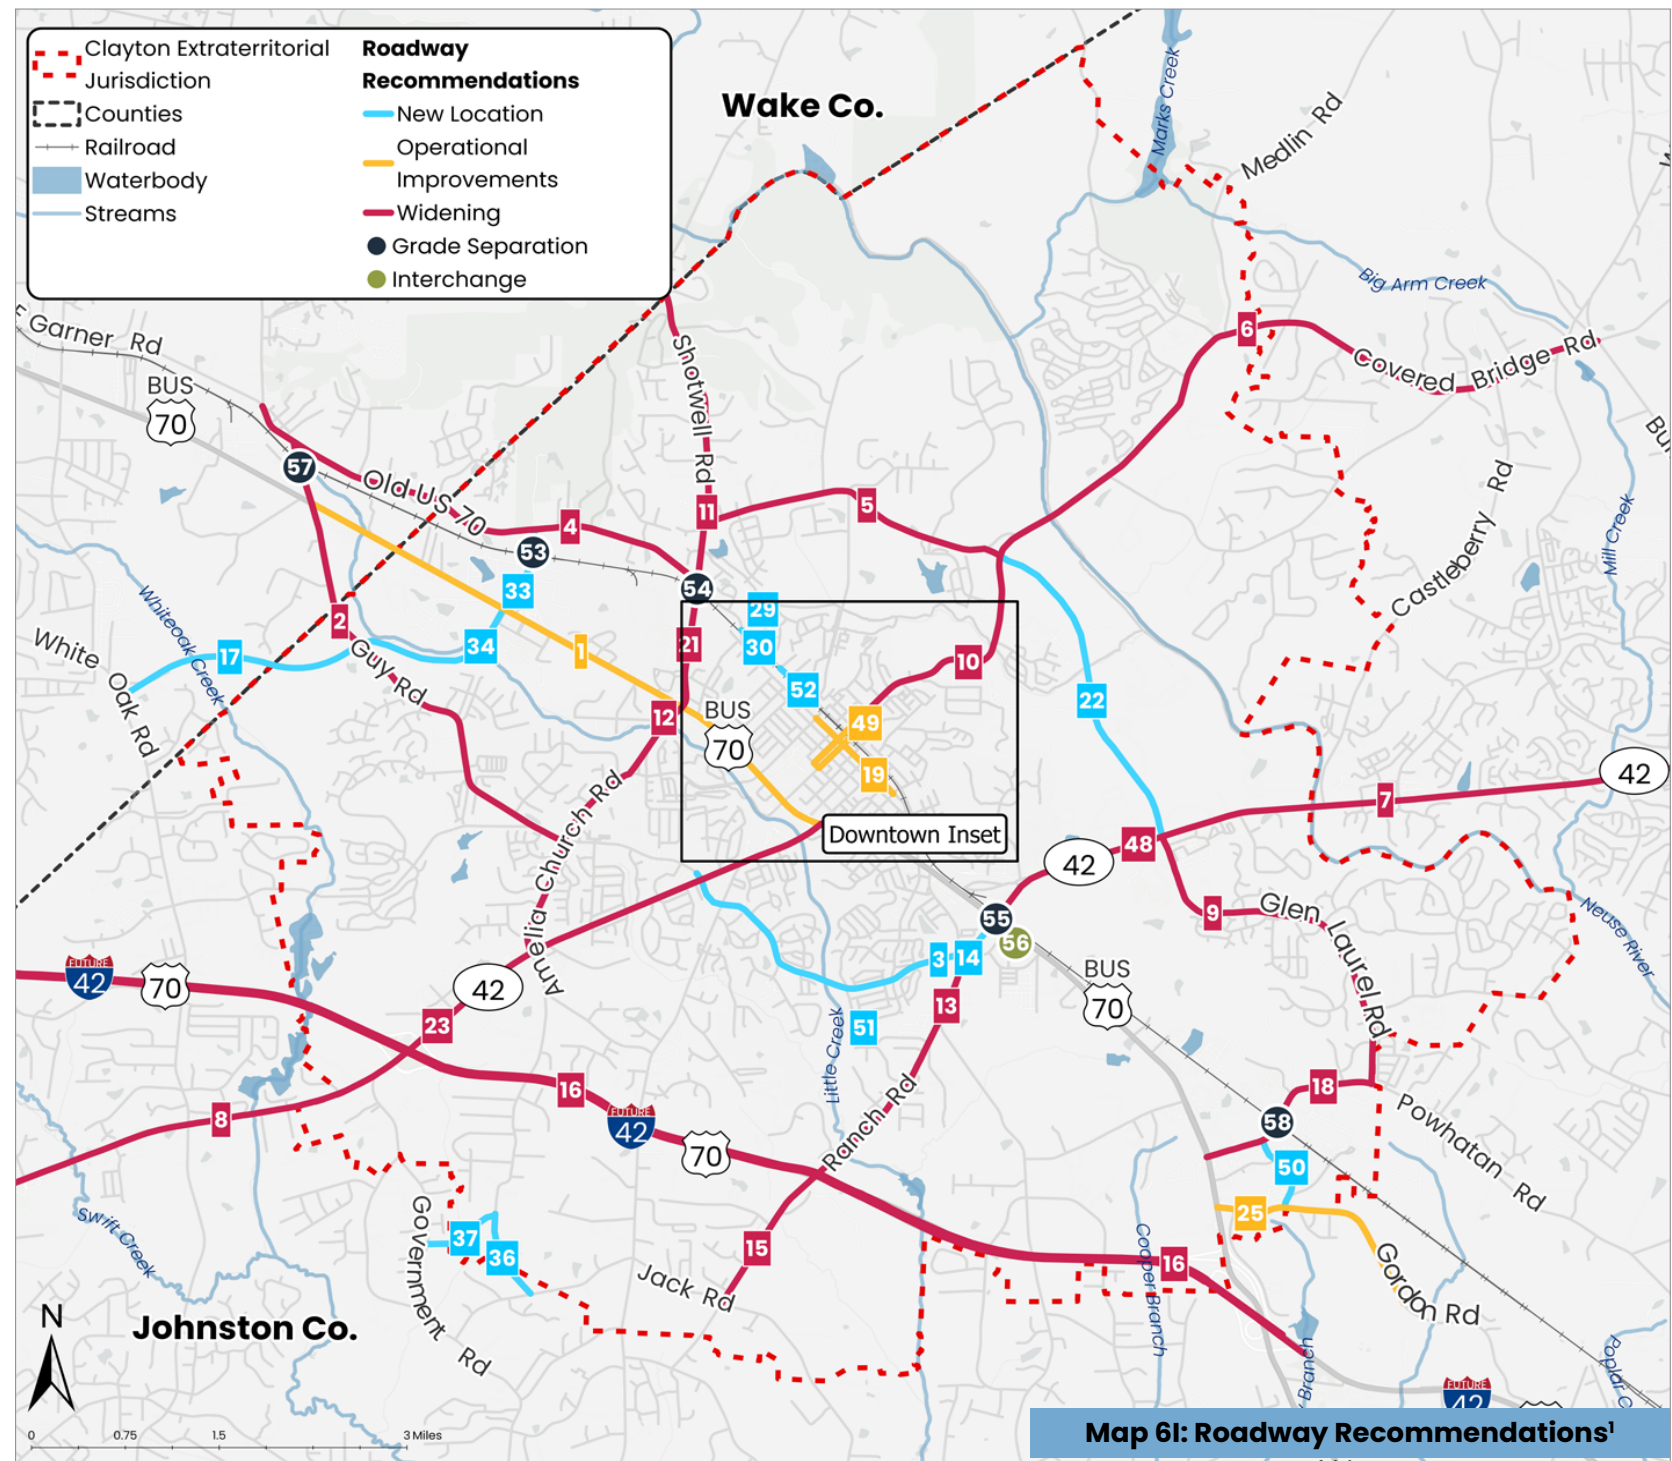 Clayton Extraterritorial
Jurisdiction
Counties
Railroad
Waterbody
Streams
Roadway
Recommendations
New Location
Operational
Improvements
Widening
Grade Separation
Interchange
Wake Co.
Marks Creek
Medlin Rd
Big Arm Creek
6
Covered Bridge Rd
Garner Rd
BUS
70
Shotwell Rd
57
Old US 70
4
11
5
53
54
Castleberry Rd
Mill Creek
33
29
Whiteoak Creek
2
34
1
21
30
White Oak Rd
17
Guy Rd
10
52
22
12
BUS
70
49
19
42
7
Amelia Church Rd
Downtown Inset
42
48
9
Glen Laurel Rd
Neuse River
55
56
3
14
BUS
70
FUTURE
42
70
42
23
13
51
Little Creek
16
FUTURE
42
70
8
Ranch Rd
18
58
Powhatan Rd
50
25
Swift Creek
Government Rd
37
36
15
Jack Rd
Cooper Branch
16
Gordon Rd
N
Johnston Co.
Branch
FUTURE
42
0 0.75 1.5 3 Miles
Map 6I: Roadway Recommendations¹